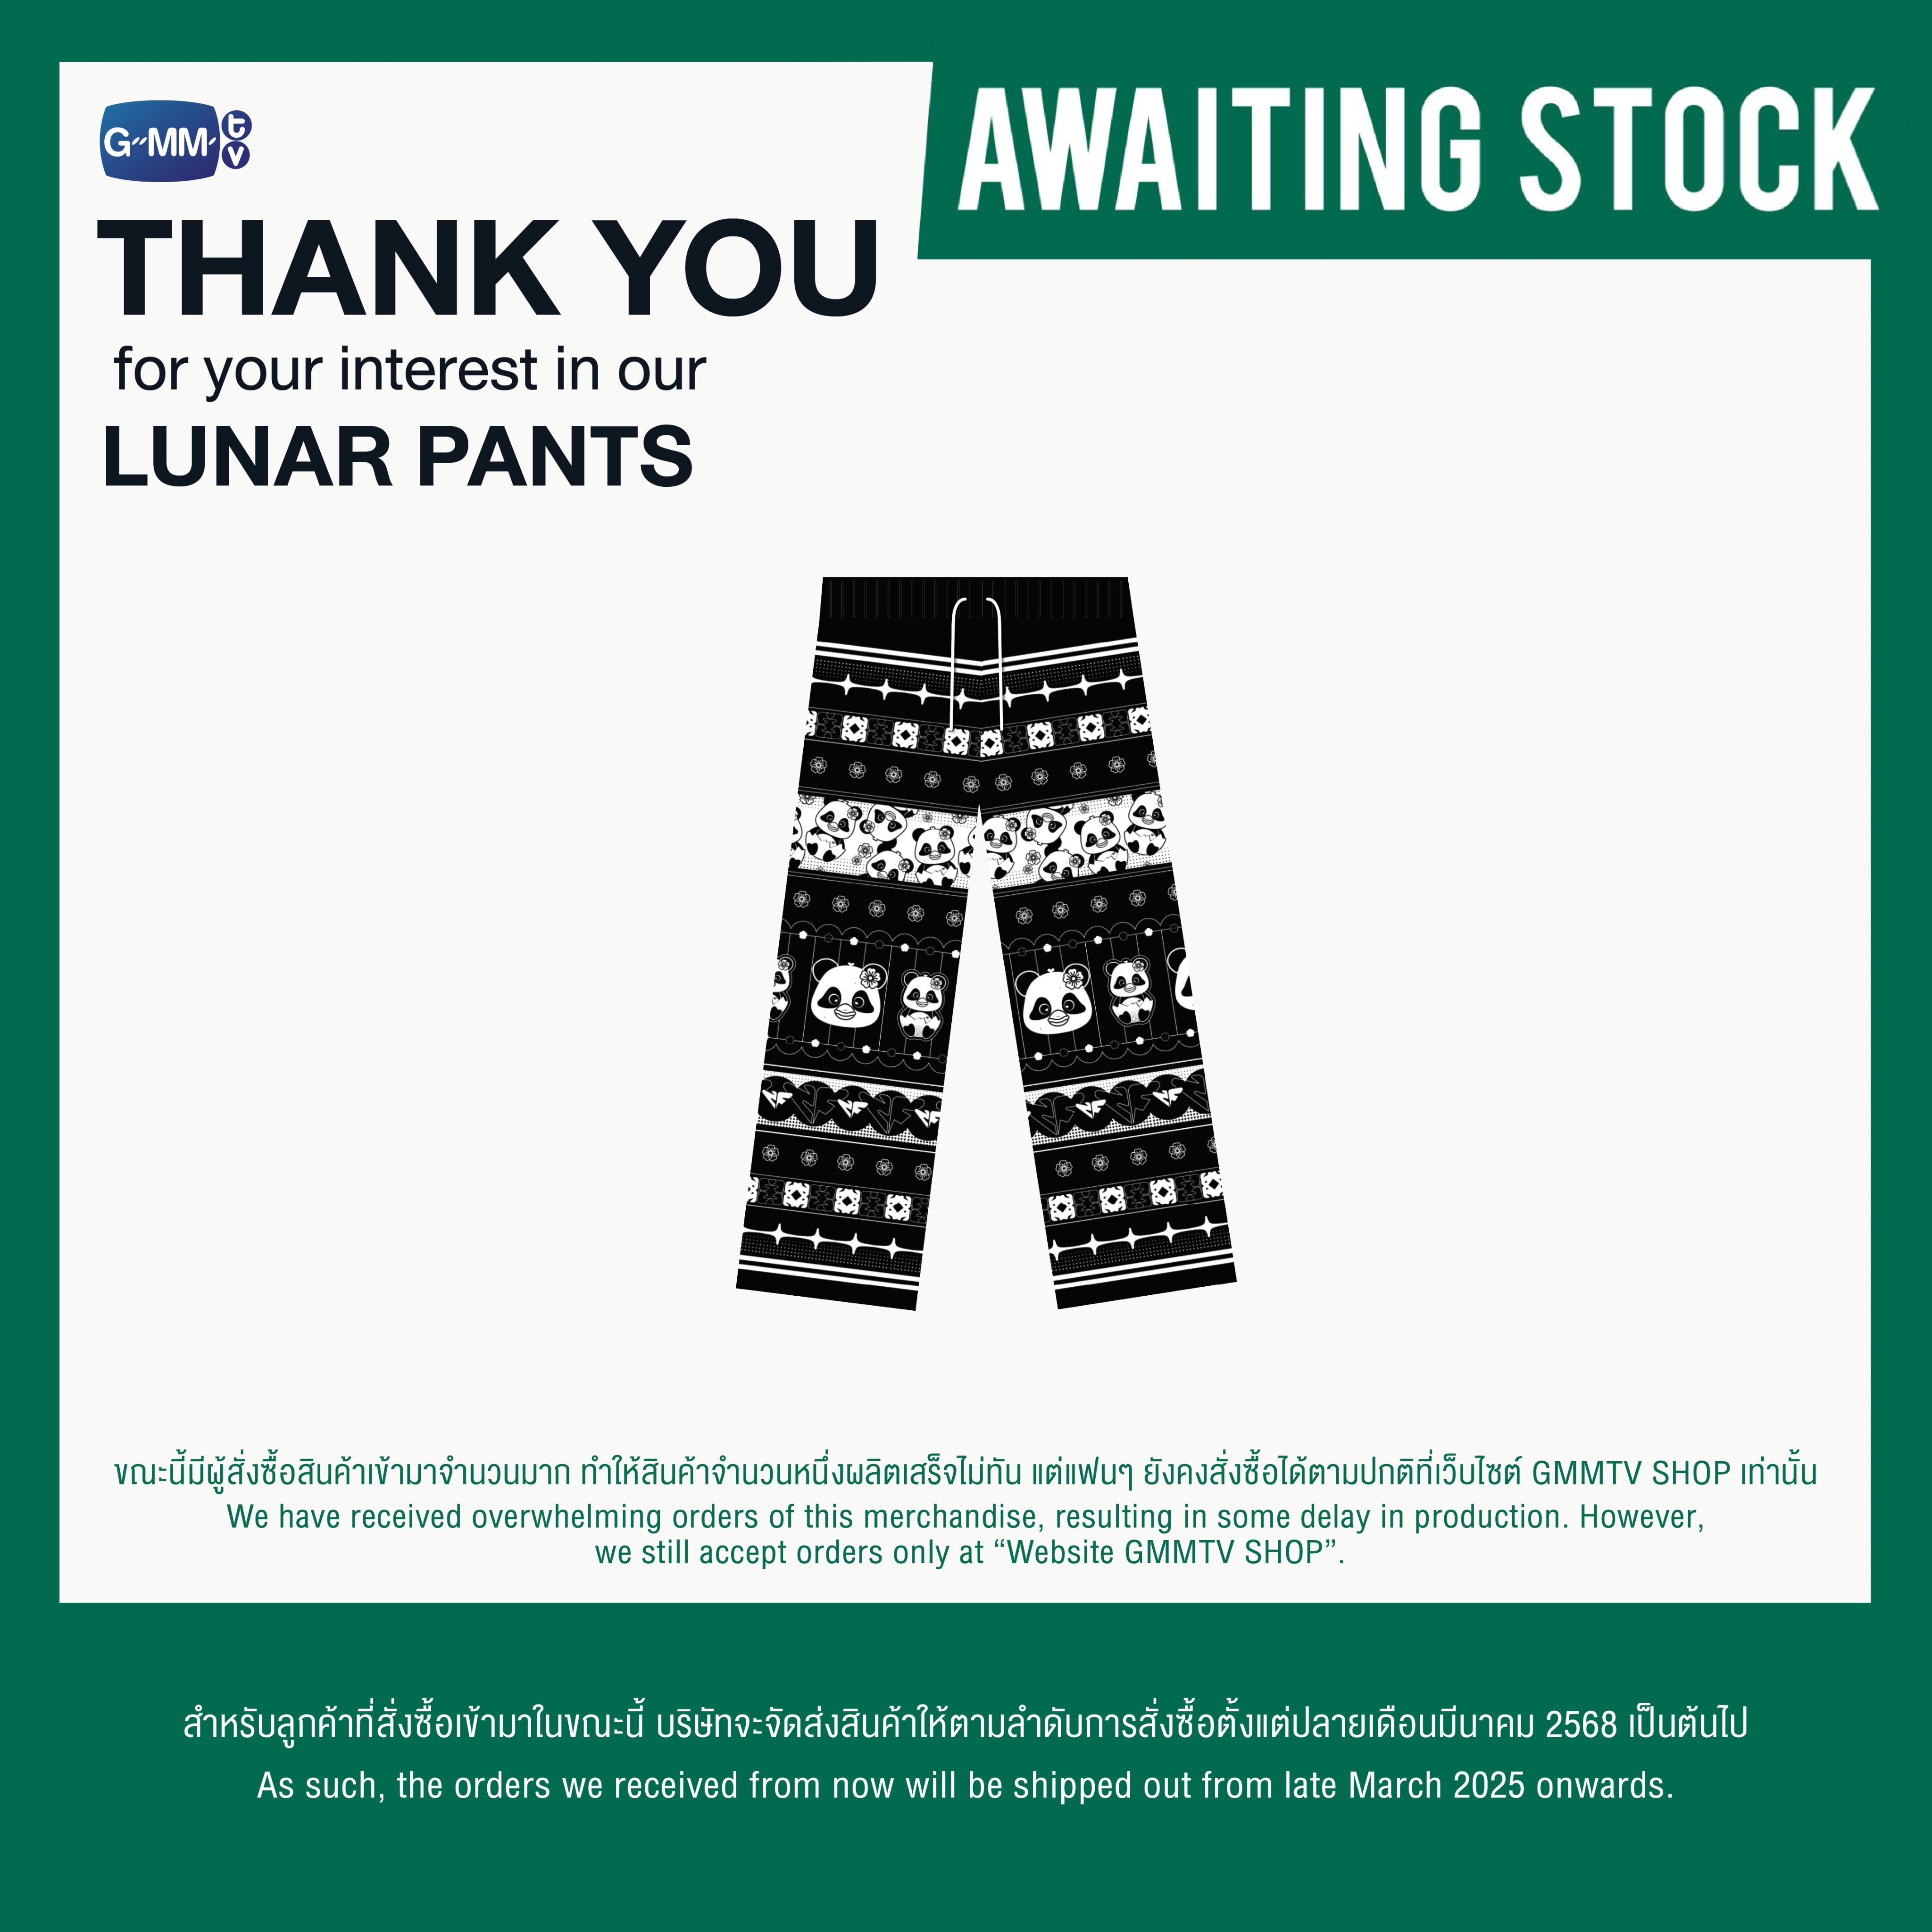 GMM
tv
AWAITING STOCK
THANK YOU
for your interest in our
LUNAR PANTS
ขณะนี้มีผู้สั่งซื้อสินค้าเข้ามาจำนวนมาก ทำให้สินค้าจำนวนหนึ่งผลิตเสร็จไม่ทัน แต่แฟนๆ ยังคงสั่งซื้อได้ตามปกติที่เว็บไซต์ GMMTV SHOP เท่านั้น
We have received overwhelming orders of this merchandise, resulting in some delay in production. However,
we still accept orders only at “Website GMMTV SHOP”.
สำหรับลูกค้าที่สั่งซื้อเข้ามาในขณะนี้ บริษัทจะจัดส่งสินค้าให้ตามลำดับการสั่งซื้อตั้งแต่ปลายเดือนมีนาคม 2568 เป็นต้นไป
As such, the orders we received from now will be shipped out from late March 2025 onwards.